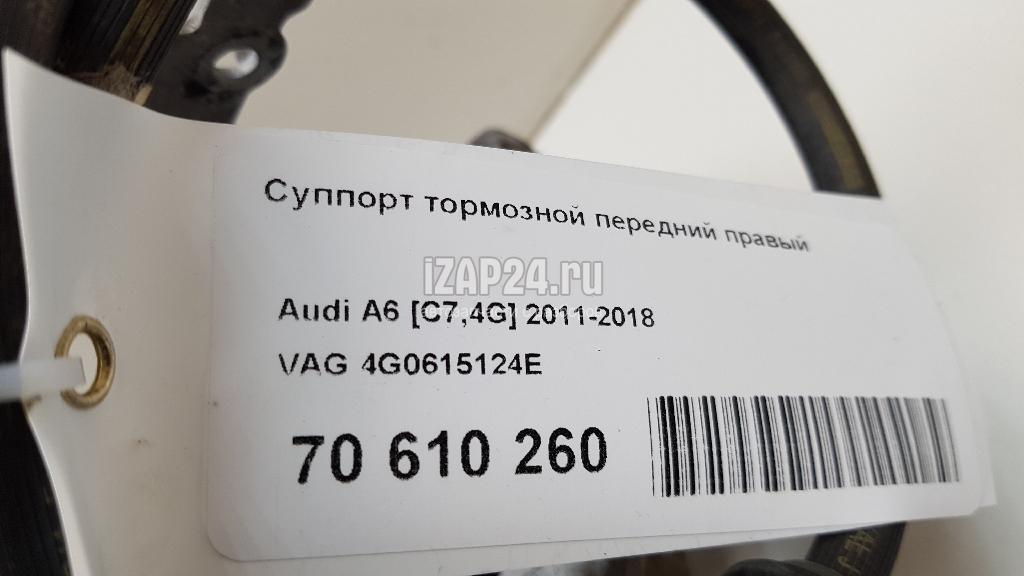 Суппорт тормозной передний правый
iZAP24.ru
Audi A6 [C7,4G] 2011-2018
VAG 4G0615124E
70 610 260